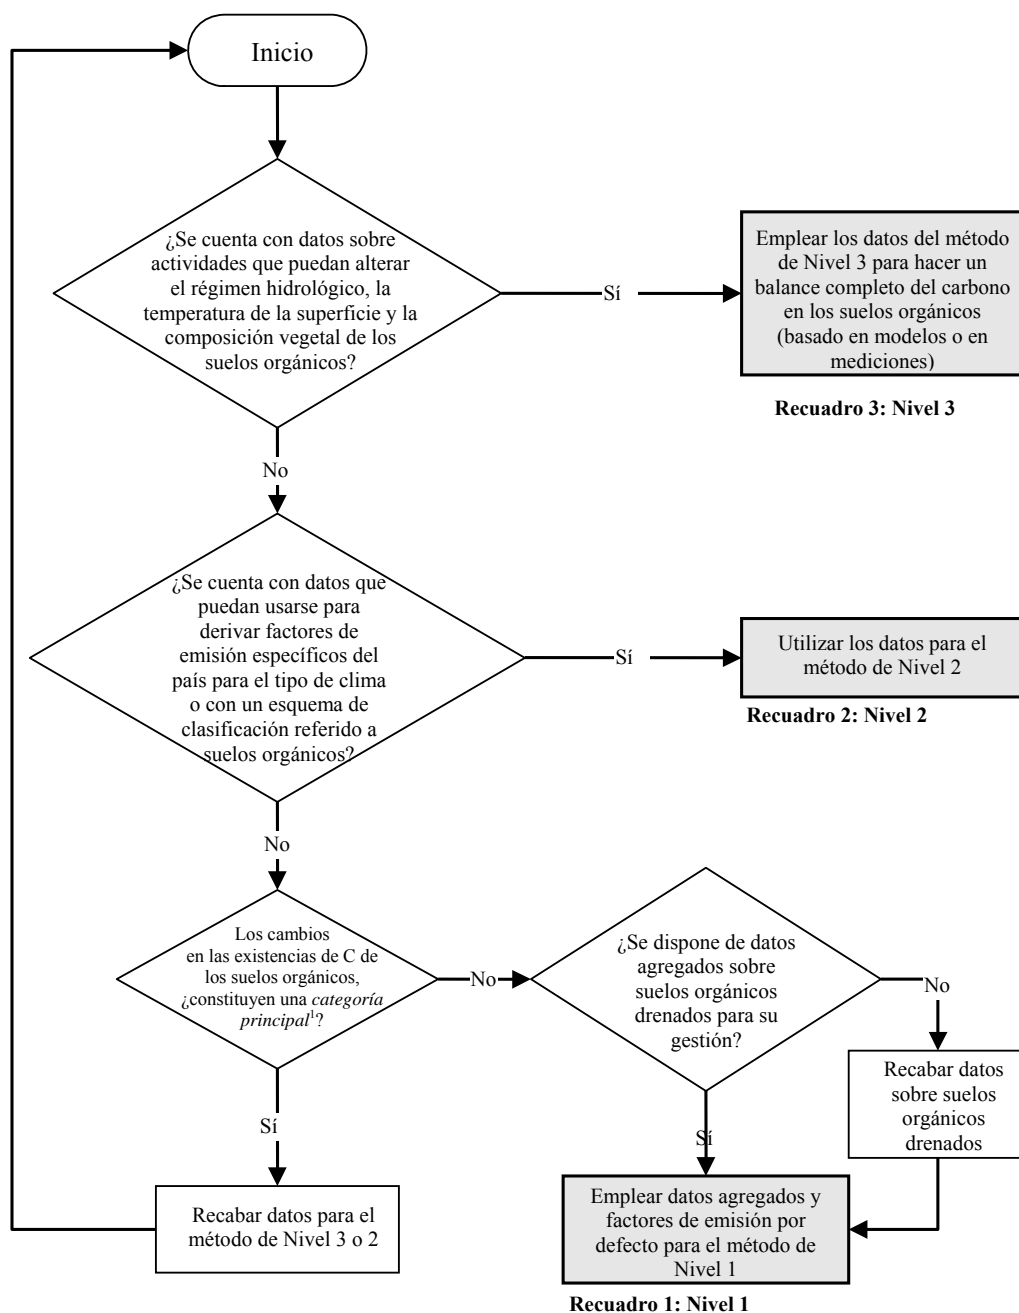 Inicio
¿Se cuenta con datos sobre
actividades que puedan alterar
el régimen hidrológico, la
temperatura de la superficie y la
composición vegetal de los
suelos orgánicos?
Sí
Emplear los datos del método
de Nivel 3 para hacer un
balance completo del carbono
en los suelos orgánicos
(basado en modelos o en
mediciones)
Recuadro 3: Nivel 3
No
¿Se cuenta con datos que
puedan usarse para
derivar factores de
emisión específicos del
país para el tipo de clima
o con un esquema de
clasificación referido a
suelos orgánicos?
Sí
Utilizar los datos para el
método de Nivel 2
Recuadro 2: Nivel 2
No
Los cambios
en las existencias de C de
los suelos orgánicos,
¿constituyen una categoría
principal¹?
No
¿Se dispone de datos
agregados sobre
suelos orgánicos
drenados para su
gestión?
No
Recabar datos
sobre suelos
orgánicos
drenados
Sí
Sí
Recabar datos para el
método de Nivel 3 o 2
Emplear datos agregados y
factores de emisión por
defecto para el método de
Nivel 1
Recuadro 1: Nivel 1